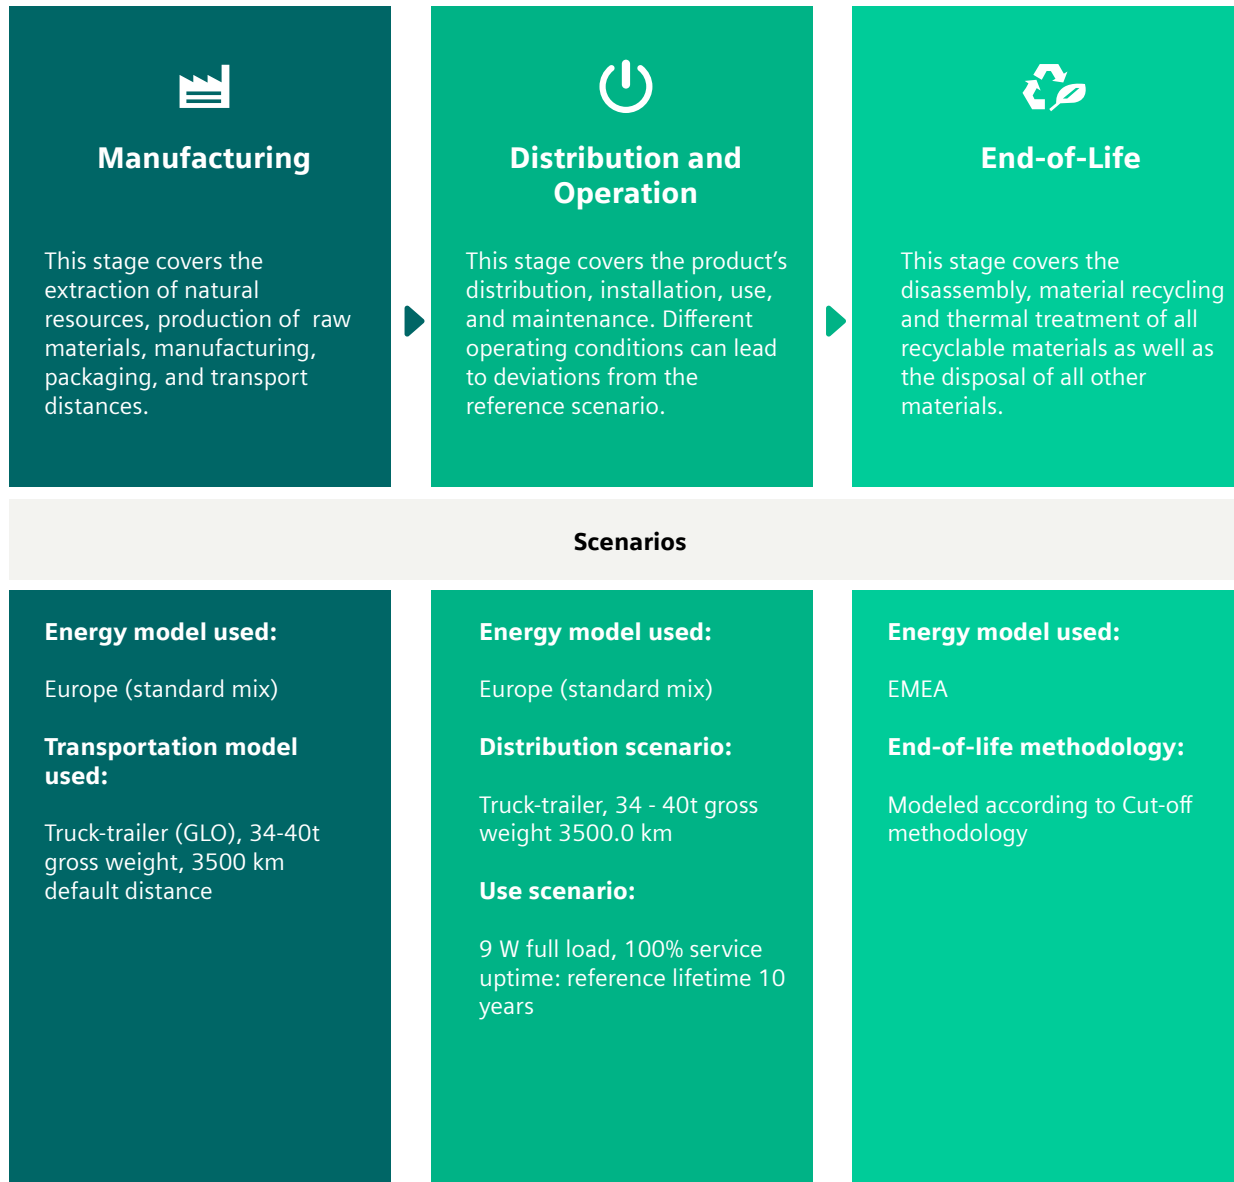 Manufacturing
This stage covers the
extraction of natural
resources, production of  raw
materials, manufacturing,
packaging, and transport
distances.
Distribution and
Operation
This stage covers the product’s
distribution, installation, use,
and maintenance. Different
operating conditions can lead
to deviations from the
reference scenario.
End-of-Life
This stage covers the
disassembly, material recycling
and thermal treatment of all
recyclable materials as well as
the disposal of all other
materials.
Scenarios
Energy model used:
Europe (standard mix)
Transportation model
used:
Truck-trailer (GLO), 34-40t
gross weight, 3500 km
default distance
Energy model used:
Europe (standard mix)
Distribution scenario:
Truck-trailer, 34 - 40t gross
weight 3500.0 km
Use scenario:
9 W full load, 100% service
uptime: reference lifetime 10
years
Energy model used:
EMEA
End-of-life methodology:
Modeled according to Cut-off
methodology